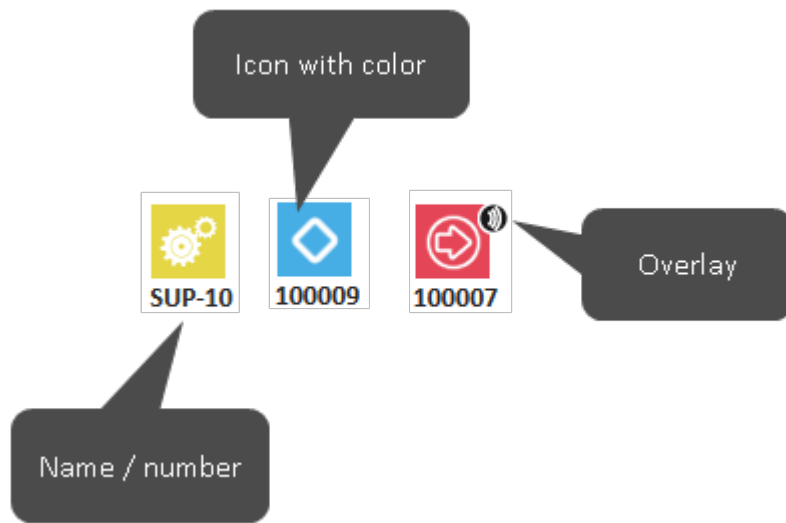 Icon with color
SUP-10
100009
100007
Overlay
Name / number